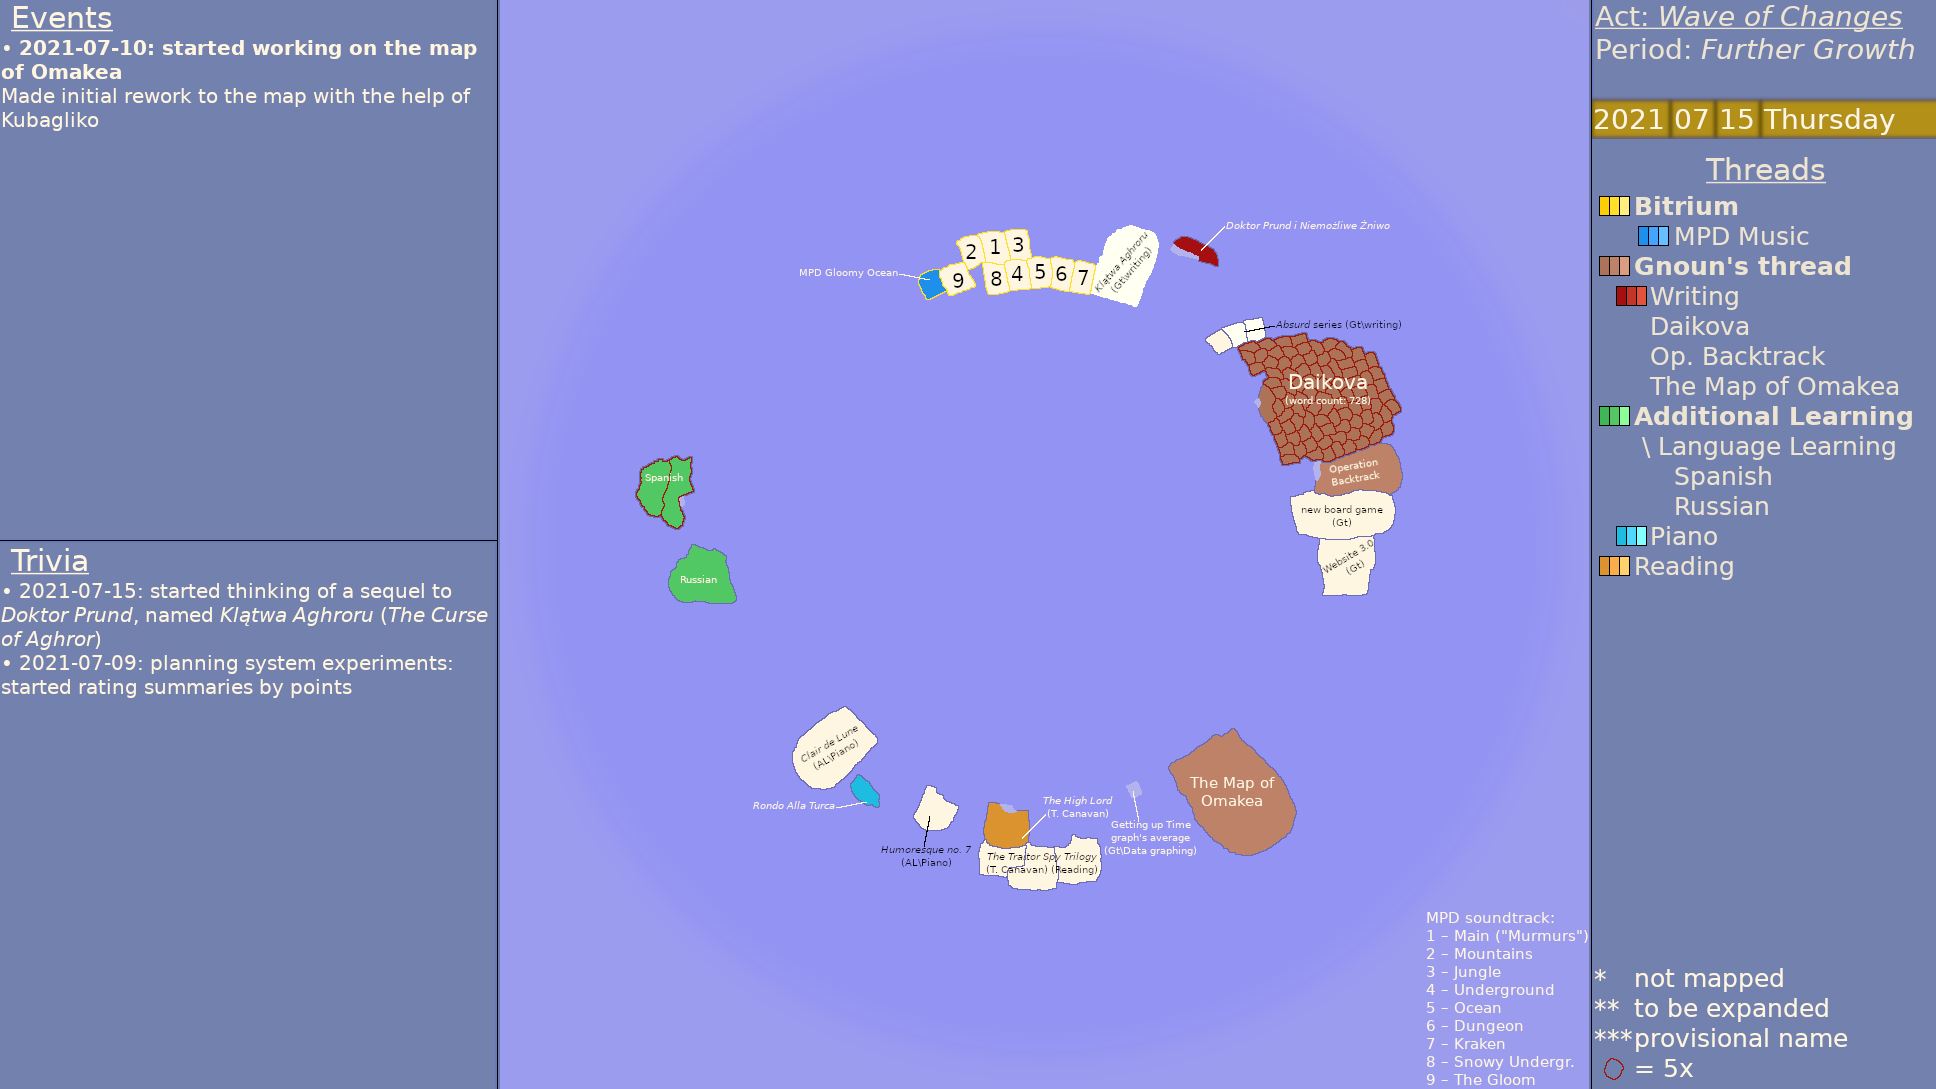 Events
• 2021-07-10: started working on the map
of Omakea
Made initial rework to the map with the help of
Kubagliko
Trivia
• 2021-07-15: started thinking of a sequel to
Doktor Prund, named Klątwa Aghroru (The Curse
of Aghror)
• 2021-07-09: planning system experiments:
started rating summaries by points
Doktor Prund i Niemożliwe Żniwo
2 1 3
MPD Gloomy Ocean
9 8 4 5 6 7
Klątwa Aghroru
(Gt\writing)
Absurd series (Gt\writing)
Daikova
(word count: 728)
Operation
Backtrack
new board game
(Gt)
Website 3.0
(Gt)
Spanish
Russian
Clair de Lune
(AL\Piano)
Rondo Alla Turca
Humoresque no. 7
(AL\Piano)
The High Lord
(T. Canavan)
The Traitor Spy Trilogy
(T. Canavan) (Reading)
Getting up Time
graph's average
(Gt\Data graphing)
The Map of
Omakea
MPD soundtrack:
1 – Main ("Murmurs")
2 – Mountains
3 – Jungle
4 – Underground
5 – Ocean
6 – Dungeon
7 – Kraken
8 – Snowy Undergr.
9 – The Gloom
Act: Wave of Changes
Period: Further Growth
2021 07 15 Thursday
Threads
Bitrium
MPD Music
Gnoun's thread
Writing
Daikova
Op. Backtrack
The Map of Omakea
Additional Learning
\ Language Learning
Spanish
Russian
Piano
Reading
* not mapped
** to be expanded
*** provisional name
= 5x